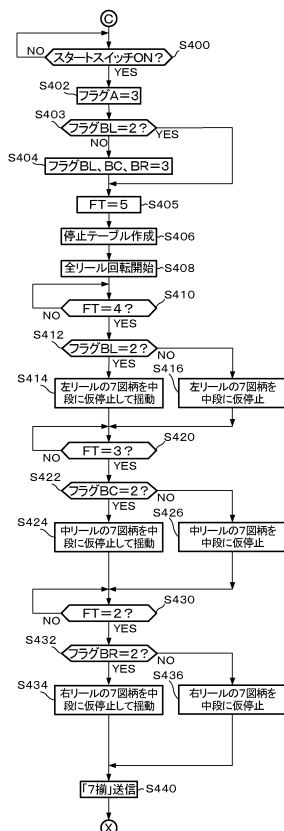 C
S400
スタートスイッチON?
NO
YES
S402
フラグA=3
S403
フラグBL=2?
YES
NO
S404
フラグBL、BC、BR=3
FT=5
S405
停止テーブル作成
S406
全リール回転開始
S408
S410
FT=4?
NO
YES
S412
フラグBL=2?
NO
YES
S414
左リールの7図柄を中
段に仮停止して揺動
S416
左リールの7図柄を
中段に仮停止
S420
FT=3?
NO
YES
S422
フラグBC=2?
NO
YES
S424
中リールの7図柄を中
段に仮停止して揺動
S426
中リールの7図柄を
中段に仮停止
S430
FT=2?
NO
YES
S432
フラグBR=2?
NO
YES
S434
右リールの7図柄を中
段に仮停止して揺動
S436
右リールの7図柄を
中段に仮停止
「7揃」送信
S440
X